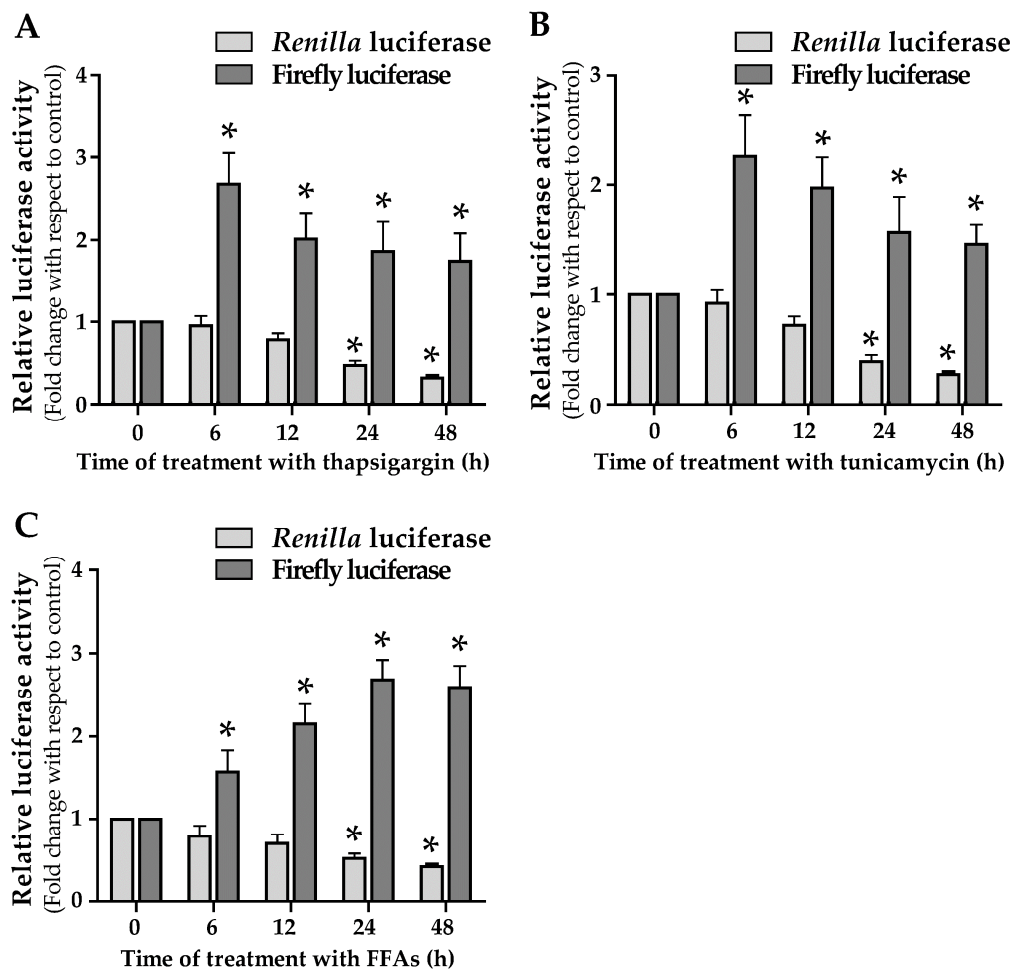 A
Renilla luciferase
Firefly luciferase
Relative luciferase activity
(Fold change with respect to control)
4
3
2
1
0
* * * * * *
0 6 12 24 48
Time of treatment with thapsigargin (h)
B
Renilla luciferase
Firefly luciferase
Relative luciferase activity
(Fold change with respect to control)
3
2
1
0
* * * * * *
0 6 12 24 48
Time of treatment with tunicamycin (h)
C
Renilla luciferase
Firefly luciferase
Relative luciferase activity
(Fold change with respect to control)
4
3
2
1
0
* * * * * *
0 6 12 24 48
Time of treatment with FFAs (h)